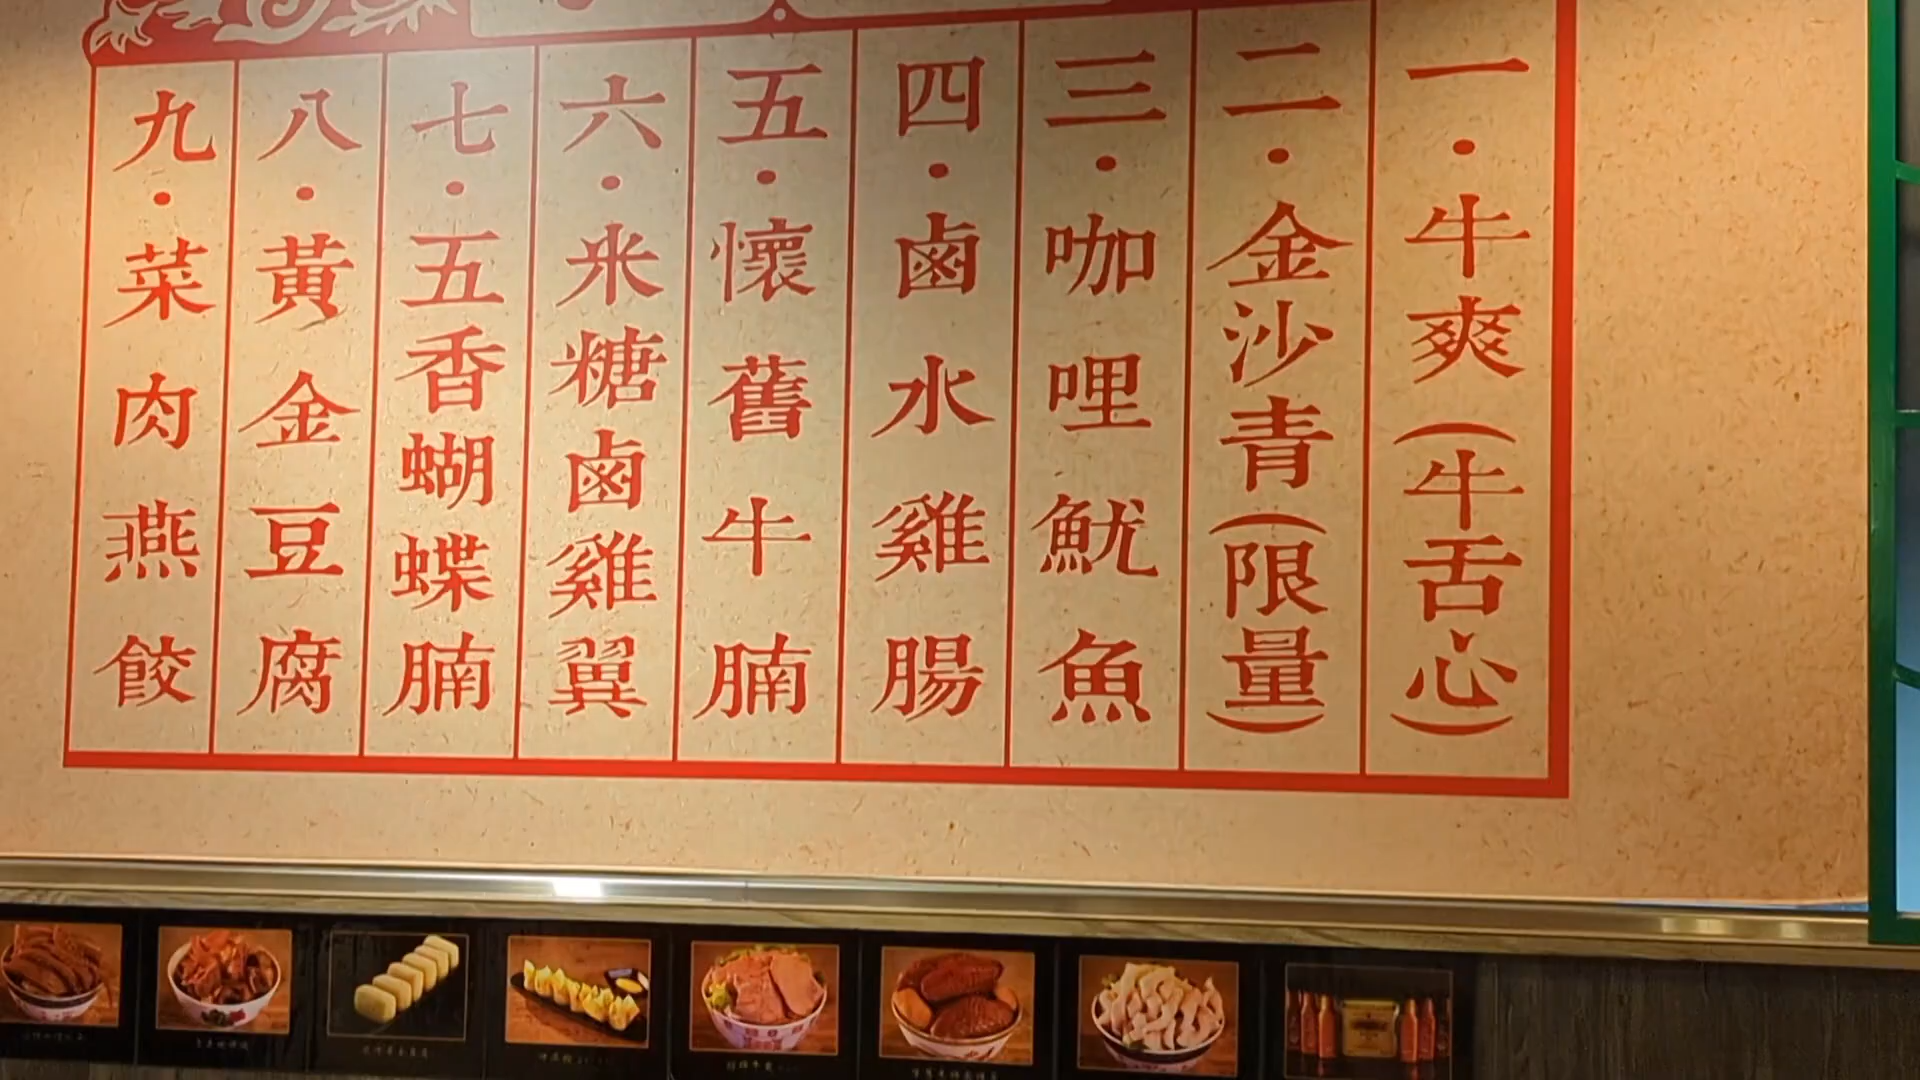 一・牛爽(牛舌心)
二・金沙青(限量)
三・咖哩魷魚
四・鹵水雞腸
五・懷舊牛腩
六・米糖鹵雞翼
七・五香蝴蝶腩
八・黃金豆腐
九・菜肉燕餃